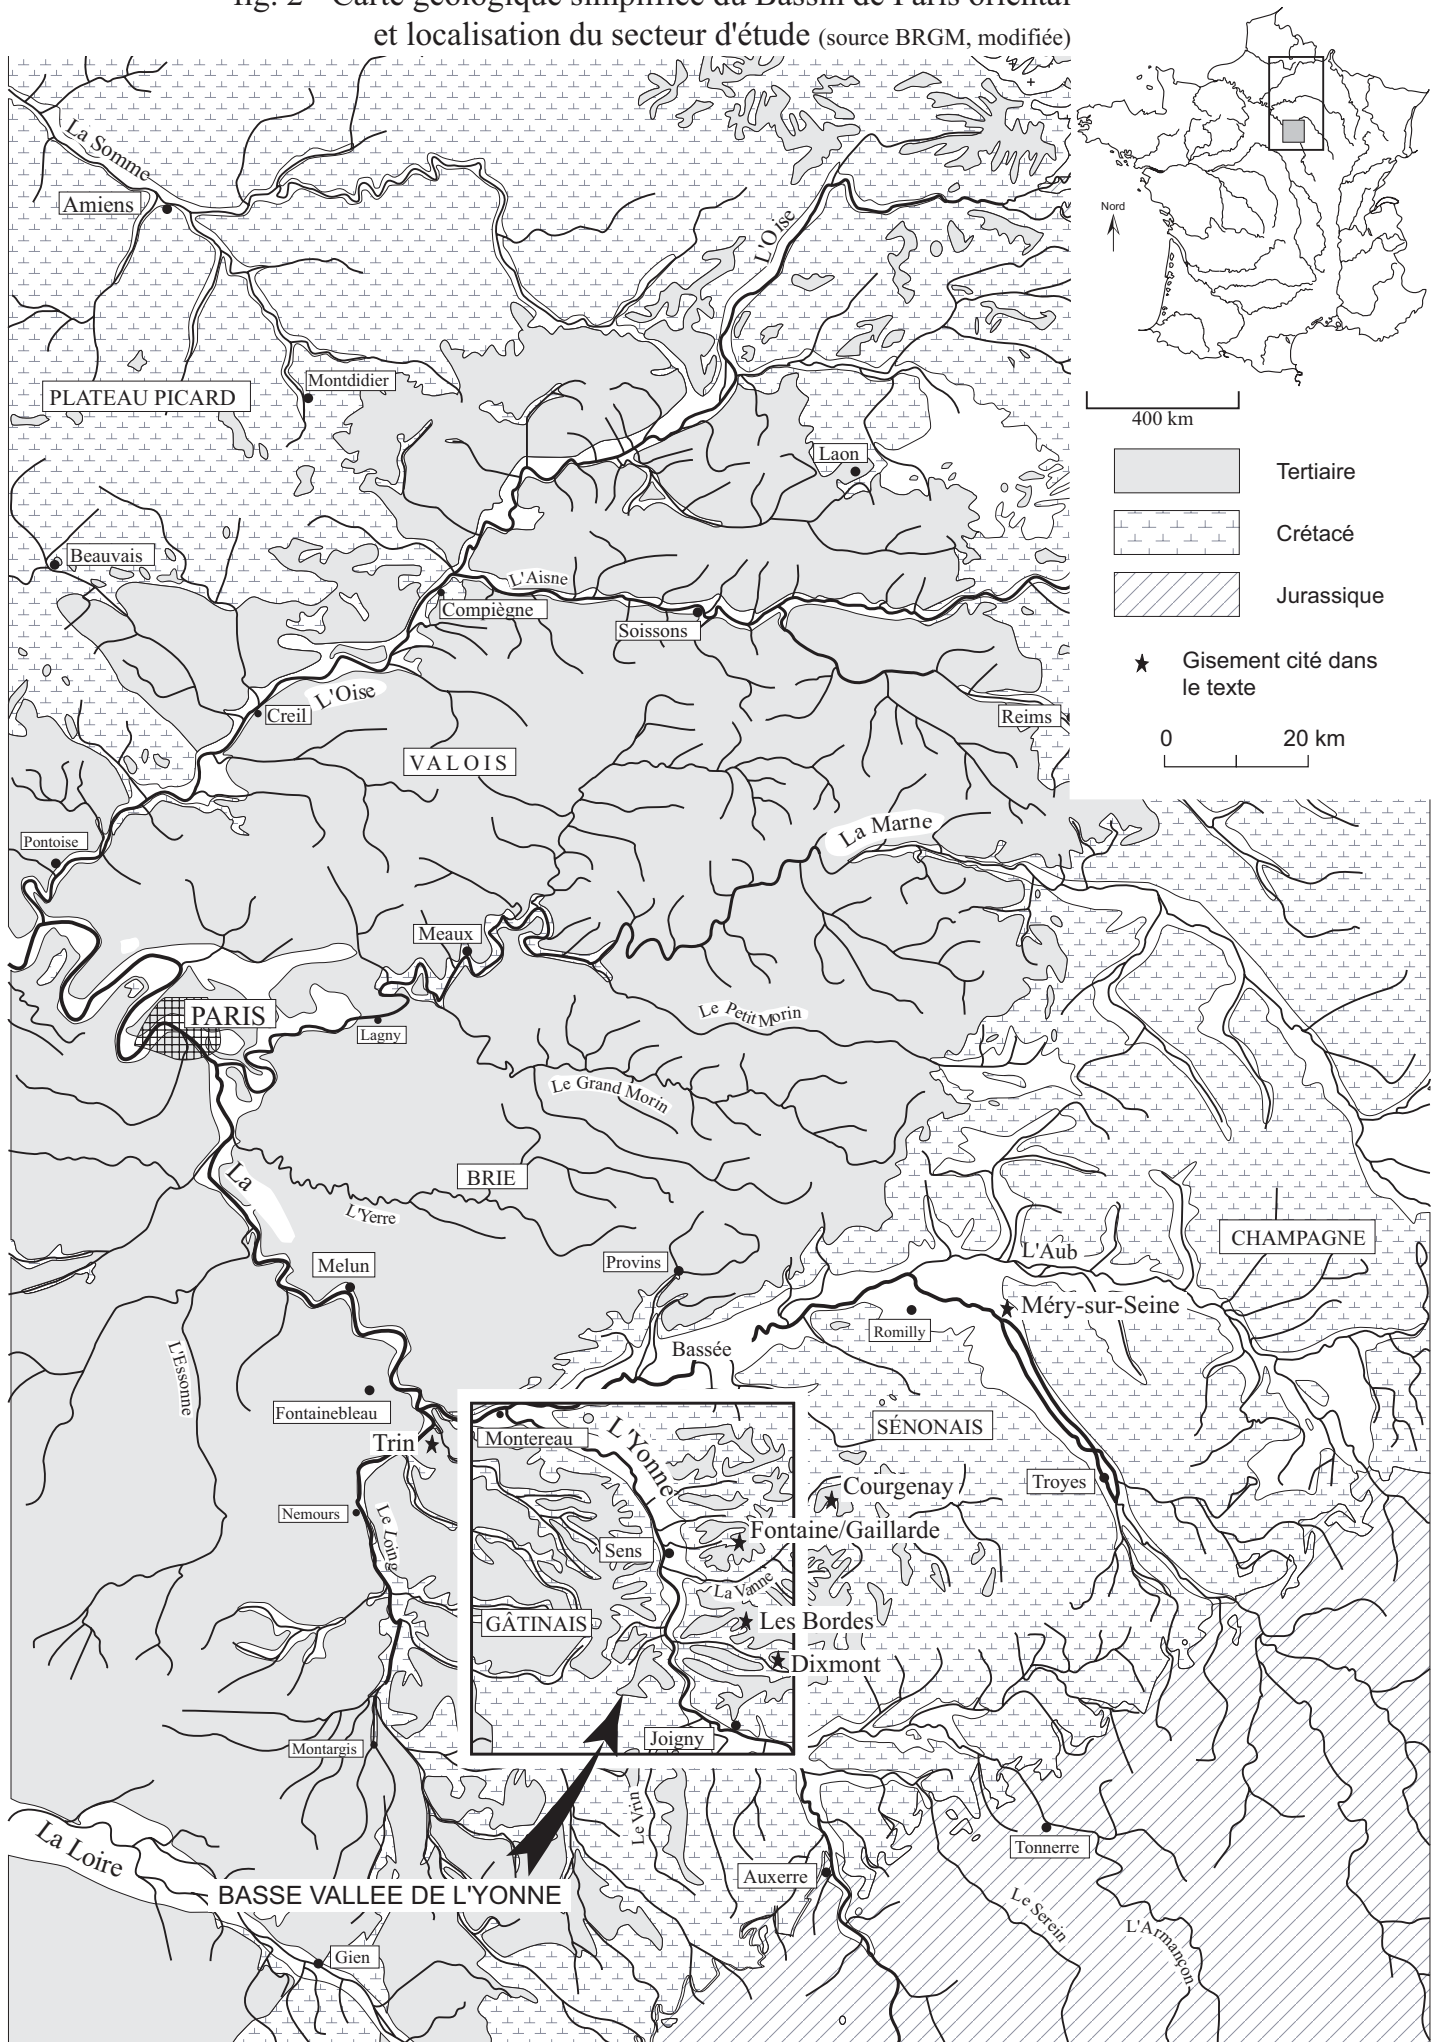 fig. 2 - Carte géologique simplifiée du Bassin de Paris oriental
et localisation du secteur d'étude (source BRGM, modifiée)
La Somme
Amiens
L'Oise
Nord
400 km
PLATEAU PICARD
Montdidier
Laon
Tertiaire
Crétacé
Jurassique
Gisement cité dans
le texte
0 20 km
Beauvais
L'Aisne
Compiègne
Soissons
L'Oise
Creil
Reims
VALOIS
La Marne
Pontoise
Meaux
PARIS
Lagny
Le Petit Morin
Le Grand Morin
La
BRIE
L'Yerre
CHAMPAGNE
L'Aub
Provins
Melun
Méry-sur-Seine
Romilly
Bassée
L'Essonne
Fontainebleau
SÉNONAIS
Trin
Montereau
L'Yonne
Troyes
Courgenay
Nemours
Le Loing
Fontaine/Gaillarde
Sens
La Vanne
GÂTINAIS
Les Bordes
Dixmont
Joigny
Montargis
Le Vrin
La Loire
Tonnerre
Auxerre
BASSE VALLEE DE L'YONNE
Le Serein
L'Armançon
Gien